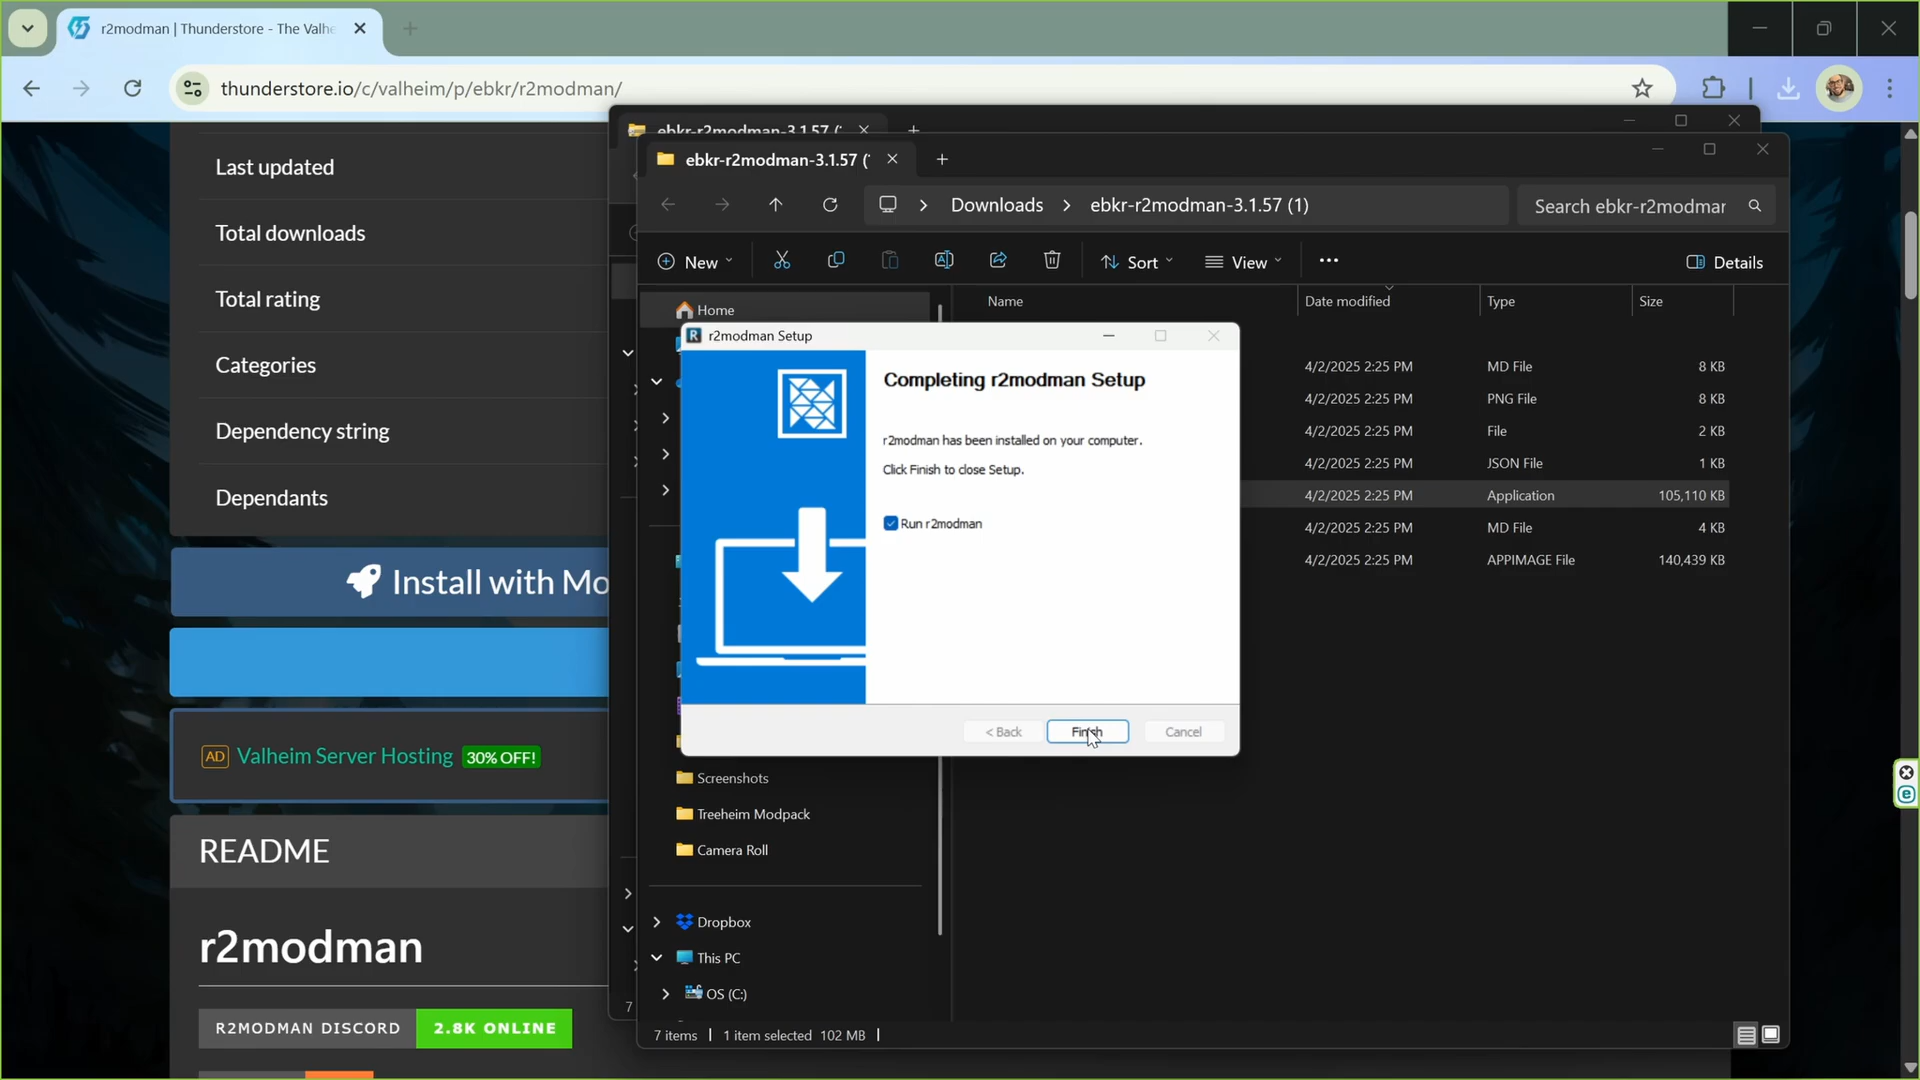 r2modman | Thunderstore - The Valhe
thunderstore.io/c/valheim/p/ebkr/r2modman/
Last updated
Total downloads
Total rating
Categories
Dependency string
Dependants
Install with Mo
AD Valheim Server Hosting 30% OFF!
README
r2modman
R2MODMAN DISCORD 2.8K ONLINE
ebkr-r2modman-3.1.57 (
ebkr-r2modman-3.1.57 (
Downloads > ebkr-r2modman-3.1.57 (1)
Search ebkr-r2modmar
New
Sort
View
Details
Name Date modified Type Size
4/2/2025 2:25 PM MD File 8 KB
4/2/2025 2:25 PM PNG File 8 KB
4/2/2025 2:25 PM File 2 KB
4/2/2025 2:25 PM JSON File 1 KB
4/2/2025 2:25 PM Application 105,110 KB
4/2/2025 2:25 PM MD File 4 KB
4/2/2025 2:25 PM APPIMAGE File 140,439 KB
Home
Screenshots
Treeheim Modpack
Camera Roll
Dropbox
This PC
OS (C:)
7
7 items | 1 item selected 102 MB |
r2modman Setup
Completing r2modman Setup
r2modman has been installed on your computer.
Click Finish to close Setup.
Run r2modman
< Back
Finish
Cancel